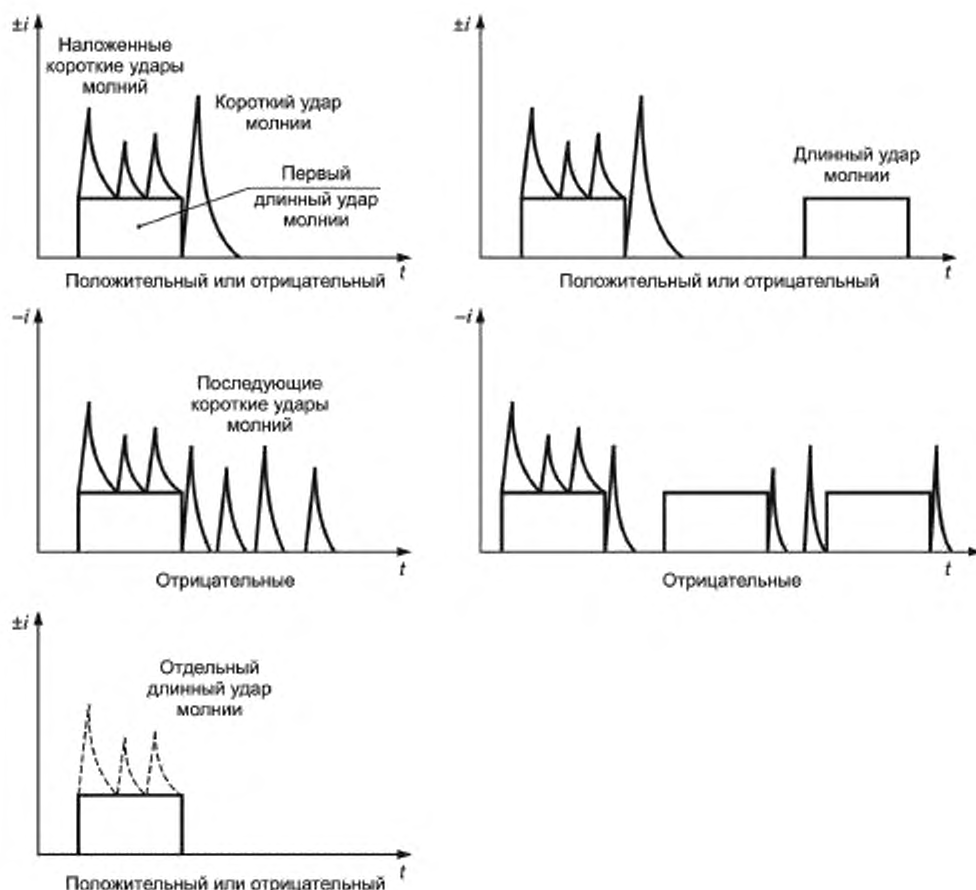 ±i
Наложенные
короткие удары
молний
Короткий удар
молнии
Первый
длинный удар
молнии
t
Положительный или отрицательный
±i
Длинный удар
молнии
t
Положительный или отрицательный
–i
Последующие
короткие удары
молний
t
Отрицательные
–i
t
Отрицательные
±i
Отдельный
длинный удар
молнии
t
Положительный или отрицательный